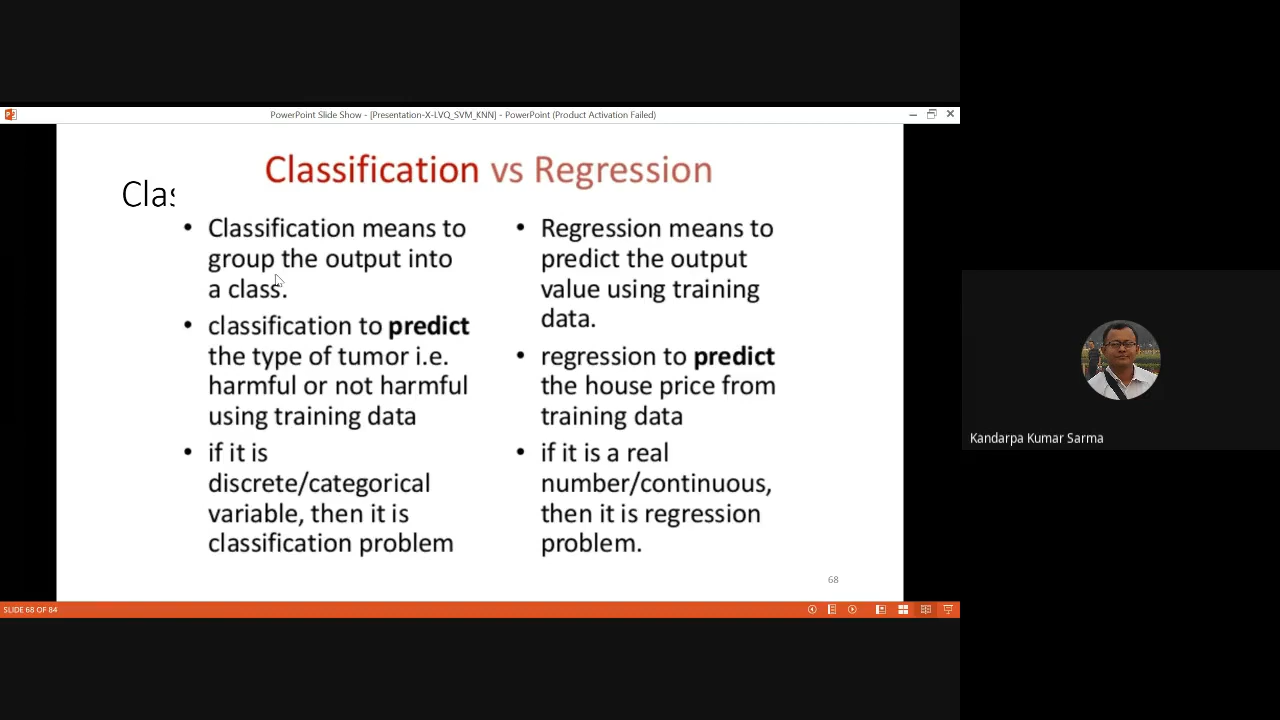 PowerPoint Slide Show - [Presentation-X-LVQ_SVM_KNN] - PowerPoint (Product Activation Failed)
Classification vs Regression
• Classification means to
group the output into
a class.
• classification to predict
the type of tumor i.e.
harmful or not harmful
using training data
• if it is
discrete/categorical
variable, then it is
classification problem
• Regression means to
predict the output
value using training
data.
• regression to predict
the house price from
training data
• if it is a real
number/continuous,
then it is regression
problem.
68
SLIDE 68 OF 84
Kandarpa Kumar Sarma